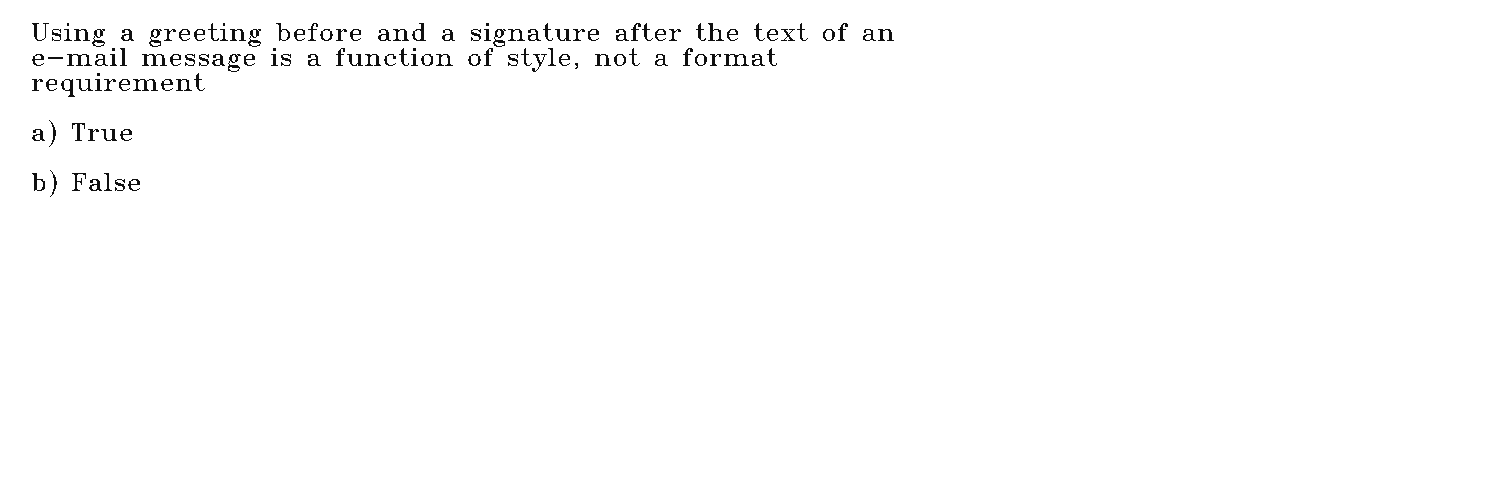 Using a greeting before and a signature after the text of an
e-mail message is a function of style, not a format
requirement
a) True
b) False